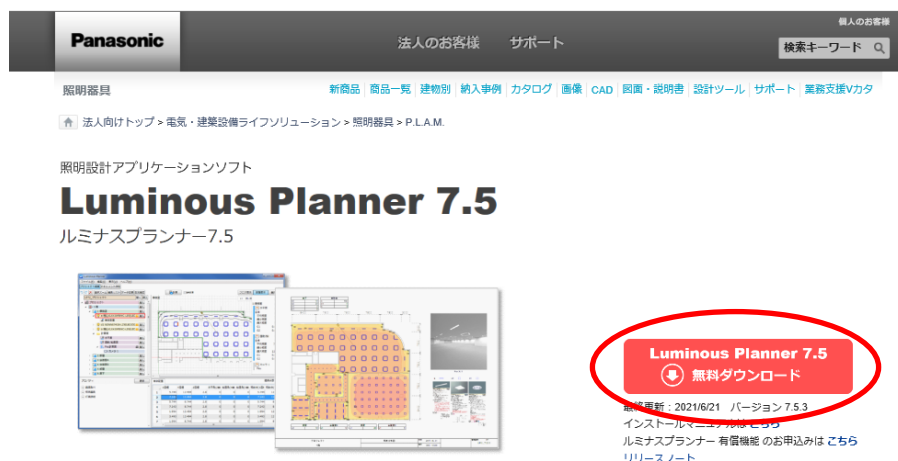 個人のお客様
Panasonic
法人のお客様 サポート
検索キーワード
照明器具
新商品 商品一覧 建物別 納入事例 カタログ 画像 CAD 図面・説明書 設計ツール サポート 業務支援Vカタ
法人向けトップ > 電気・建築設備ライフソリューション > 照明器具 > P.L.A.M.
照明設計アプリケーションソフト
Luminous Planner 7.5
ルミナスプランナー7.5
Luminous Planner 7.5
無料ダウンロード
最終更新：2021/6/21 バージョン 7.5.3
インストールマニュアルは こちら
ルミナスプランナー 有償機能 のお申込みは こちら
リリースノート